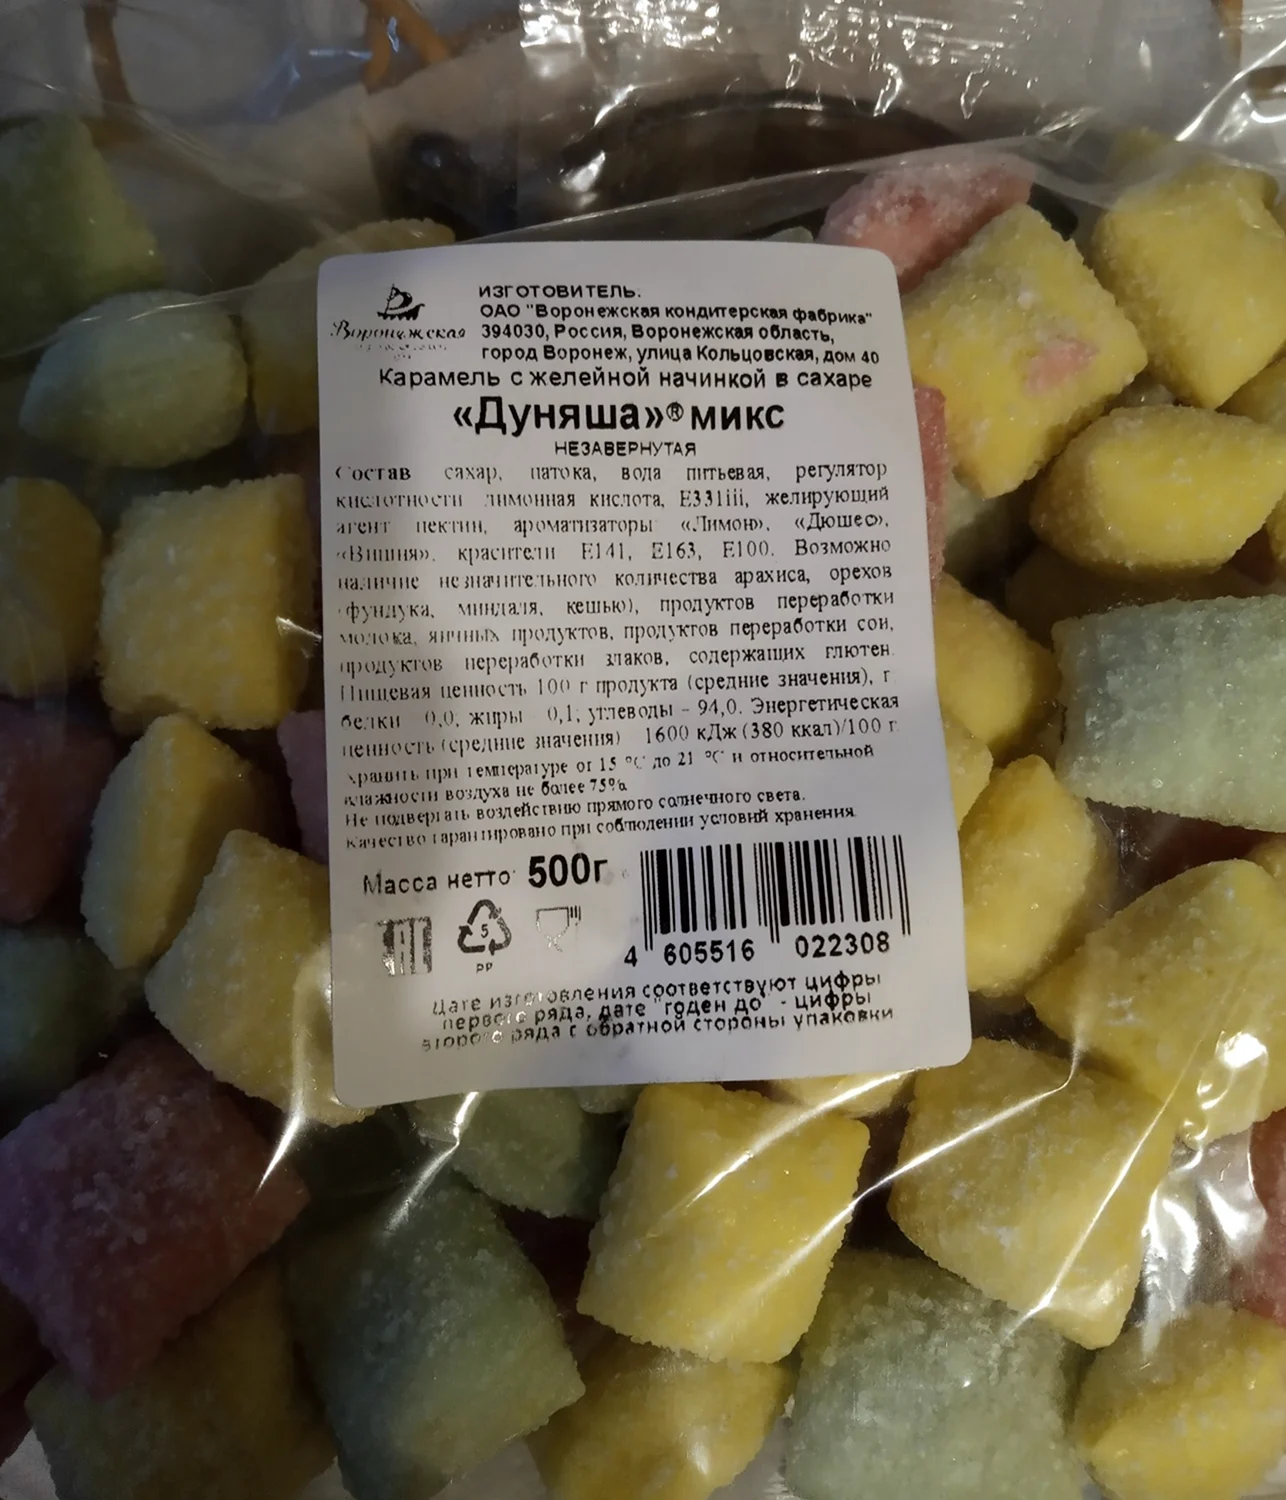 Воронежская
ИЗГОТОВИТЕЛЬ:
ОАО "Воронежская кондитерская фабрика"
394030, Россия, Воронежская область,
город Воронеж, улица Кольцовская, дом 40
Карамель с желейной начинкой в сахаре
«Дуняша»® микс
НЕЗАВЕРНУТАЯ
Состав сахар, патока, вода питьевая, регулятор
кислотности лимонная кислота, Е331iii, желирующий
агент пектин, ароматизаторы «Лимон», «Дюшес»,
«Вишня», красители Е141, Е163, Е100. Возможно
наличие незначительного количества арахиса, орехов
(фундука, миндаля, кешью), продуктов переработки
молока, яичных продуктов, продуктов переработки сои,
продуктов переработки злаков, содержащих глютен.
Пищевая ценность 100 г продукта (средние значения), г
белки 0,0; жиры 0,1; углеводы - 94,0. Энергетическая
ценность (средние значения) 1600 кДж (380 ккал)/100 г
хранить при температуре от 15 °С до 21 °С и относительной
влажности воздуха не более 75%
Не подвергать воздействию прямого солнечного света.
Качество гарантировано при соблюдении условий хранения
Масса нетто 500г
5
PP
4 605516 022308
Дате изготовления соответствуют цифры
первого ряда, дате "годен до" - цифры
второго ряда с обратной стороны упаковки